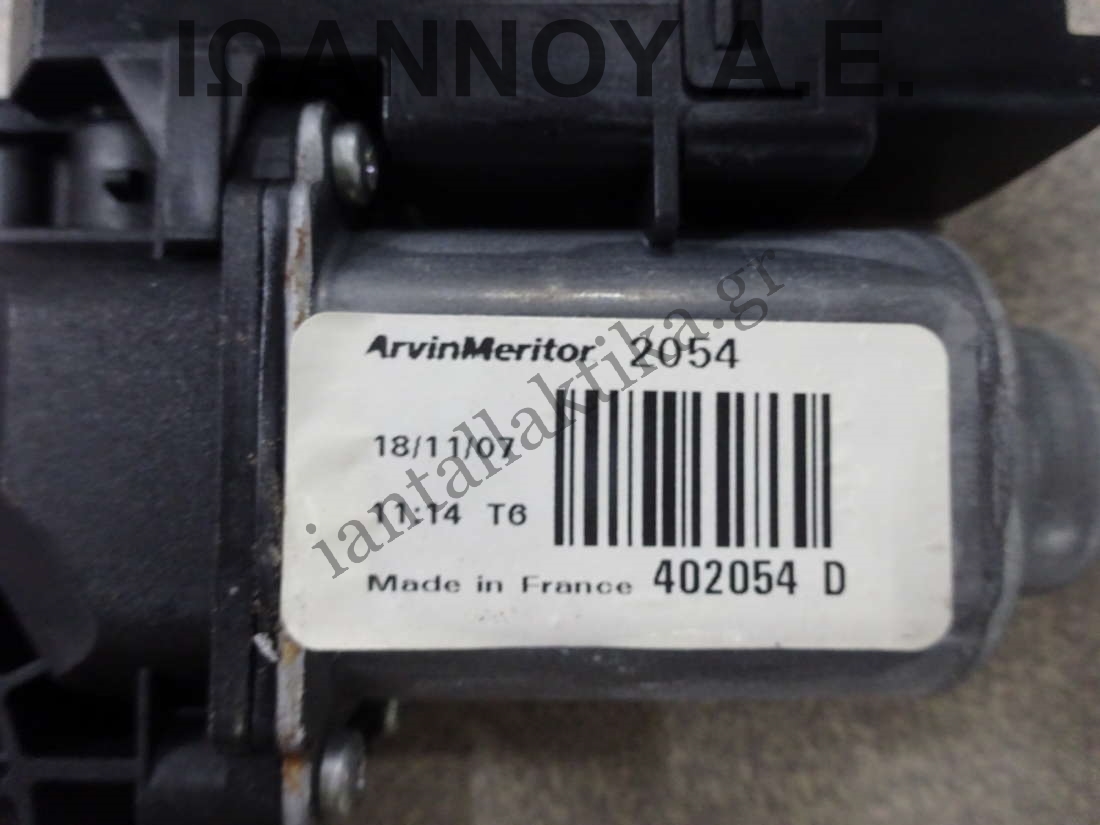 ΙΩΑΝΝΟΥ Α.Ε.
ArvinMeritor 2054
18/11/07
11:14 T6
Made in France 402054 D
iantallaktika.gr